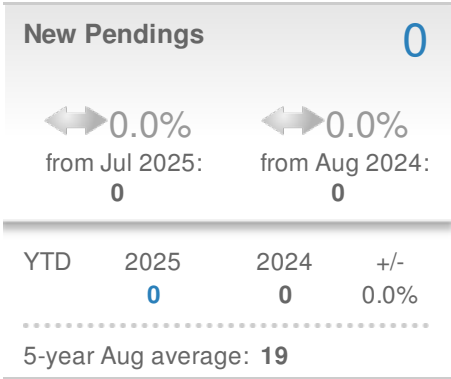 New Pendings 0
0.0% 0.0%
from Jul 2025: from Aug 2024:
0 0
YTD 2025 2024 +/-
0 0 0.0%
5-year Aug average: 19